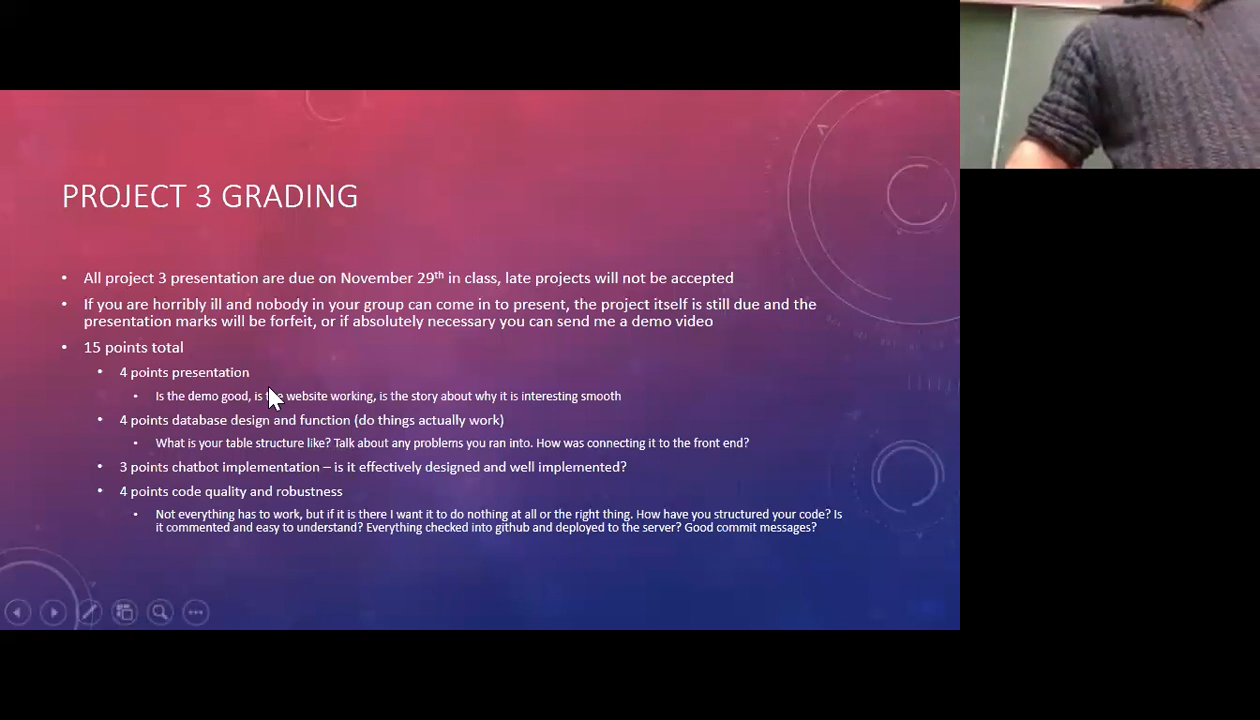 PROJECT 3 GRADING
• All project 3 presentation are due on November 29th in class, late projects will not be accepted
• If you are horribly ill and nobody in your group can come in to present, the project itself is still due and the
presentation marks will be forfeit, or if absolutely necessary you can send me a demo video
• 15 points total
• 4 points presentation
• Is the demo good, is the website working, is the story about why it is interesting smooth
• 4 points database design and function (do things actually work)
• What is your table structure like? Talk about any problems you ran into. How was connecting it to the front end?
• 3 points chatbot implementation – is it effectively designed and well implemented?
• 4 points code quality and robustness
• Not everything has to work, but if it is there I want it to do nothing at all or the right thing. How have you structured your code? Is
it commented and easy to understand? Everything checked into github and deployed to the server? Good commit messages?